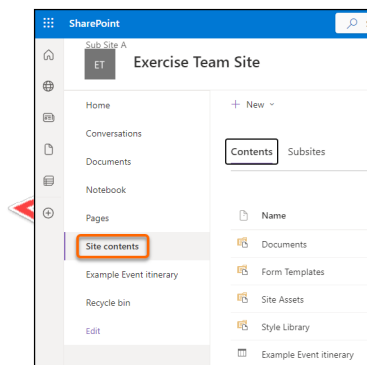 SharePoint
Sub Site A
ET
Exercise Team Site
Home
Conversations
Documents
Notebook
Pages
Site contents
Example Event itinerary
Recycle bin
Edit
+ New
Contents Subsites
Name
Documents
Form Templates
Site Assets
Style Library
Example Event itinerary